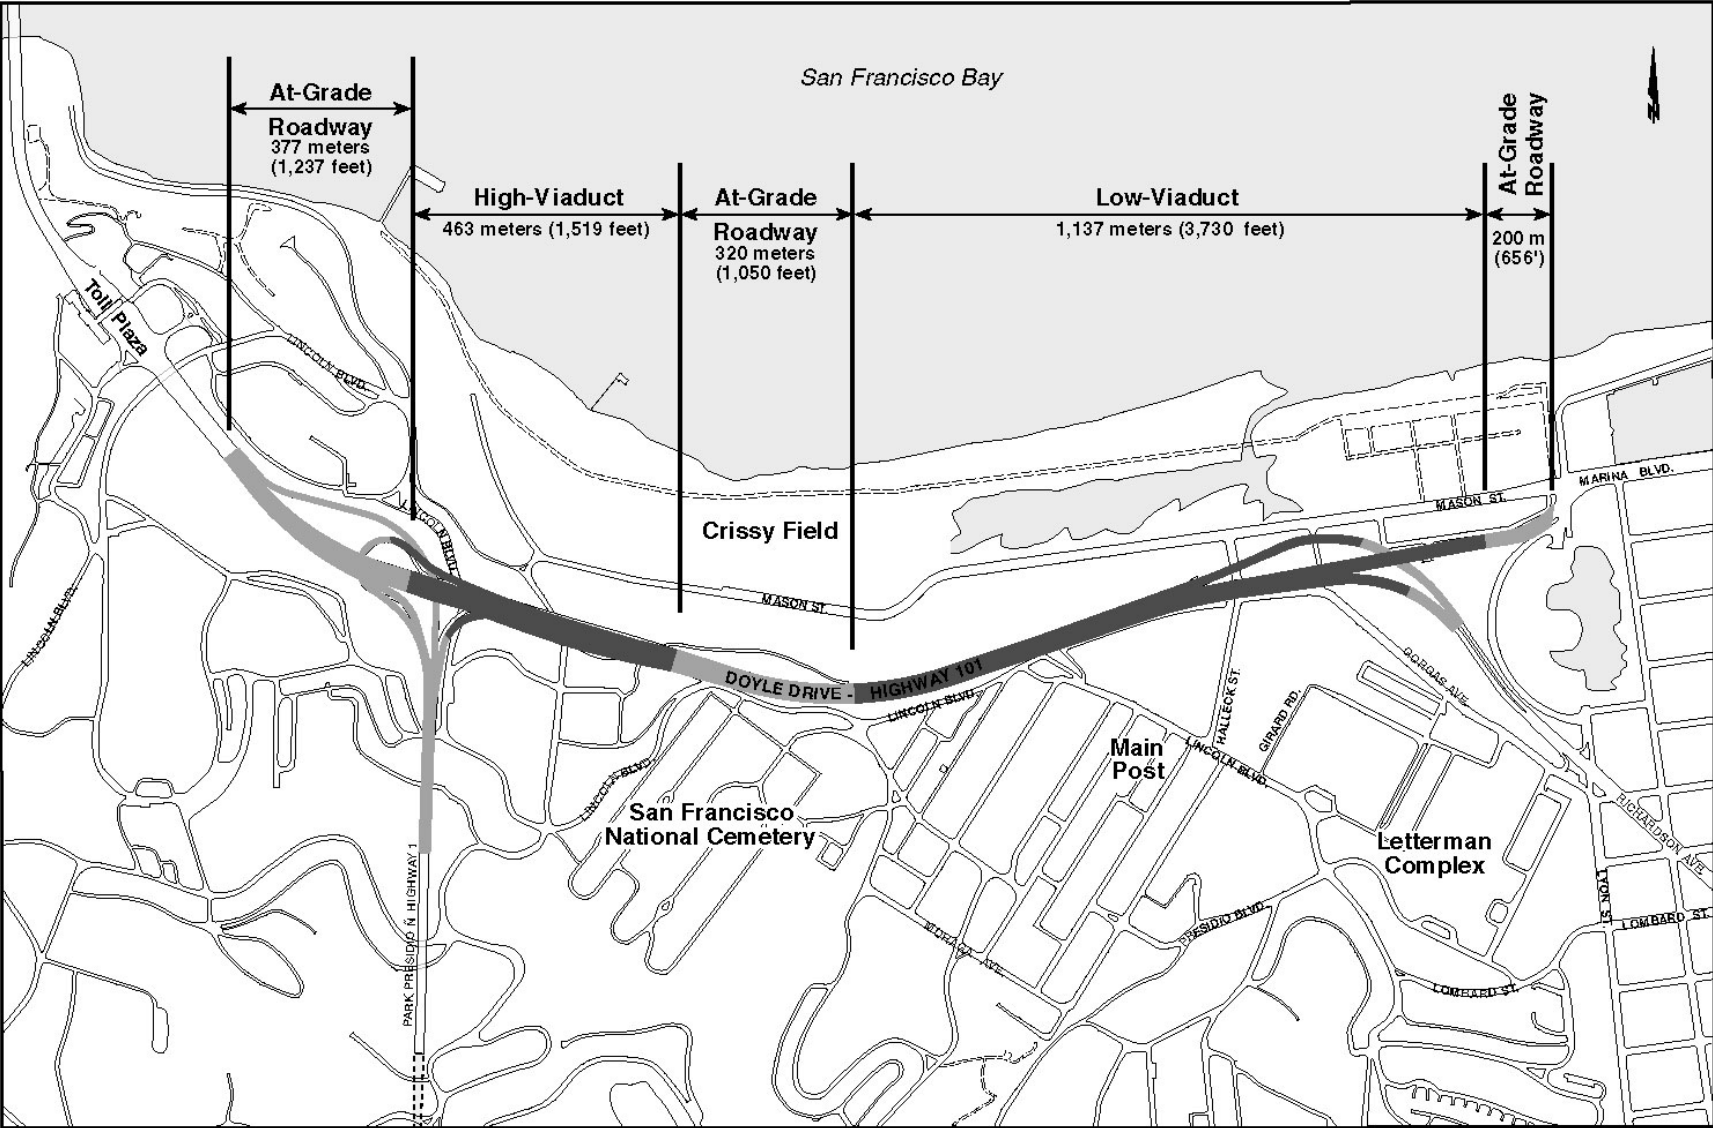 San Francisco Bay
N
At-Grade
Roadway
377 meters
(1,237 feet)
High-Viaduct
463 meters (1,519 feet)
At-Grade
Roadway
320 meters
(1,050 feet)
Low-Viaduct
1,137 meters (3,730 feet)
At-Grade
Roadway
200 m
(656')
Toll Plaza
LINCOLN BLVD.
LINCOLN BLVD.
LINCOLN BLVD.
Crissy Field
MASON ST.
MASON ST.
MARINA BLVD.
DOYLE DRIVE - HIGHWAY 101
LINCOLN BLVD.
GORGAS AVE.
HALLECK ST.
GIRARD RD.
LINCOLN BLVD.
Main
Post
LINCOLN BLVD.
San Francisco
National Cemetery
Letterman
Complex
RICHARDSON AVE.
PARK PRESIDIO Ñ HIGHWAY 1
LYON ST.
LOMBARD ST.
PRESIDIO BLVD.
LOMBARD ST.